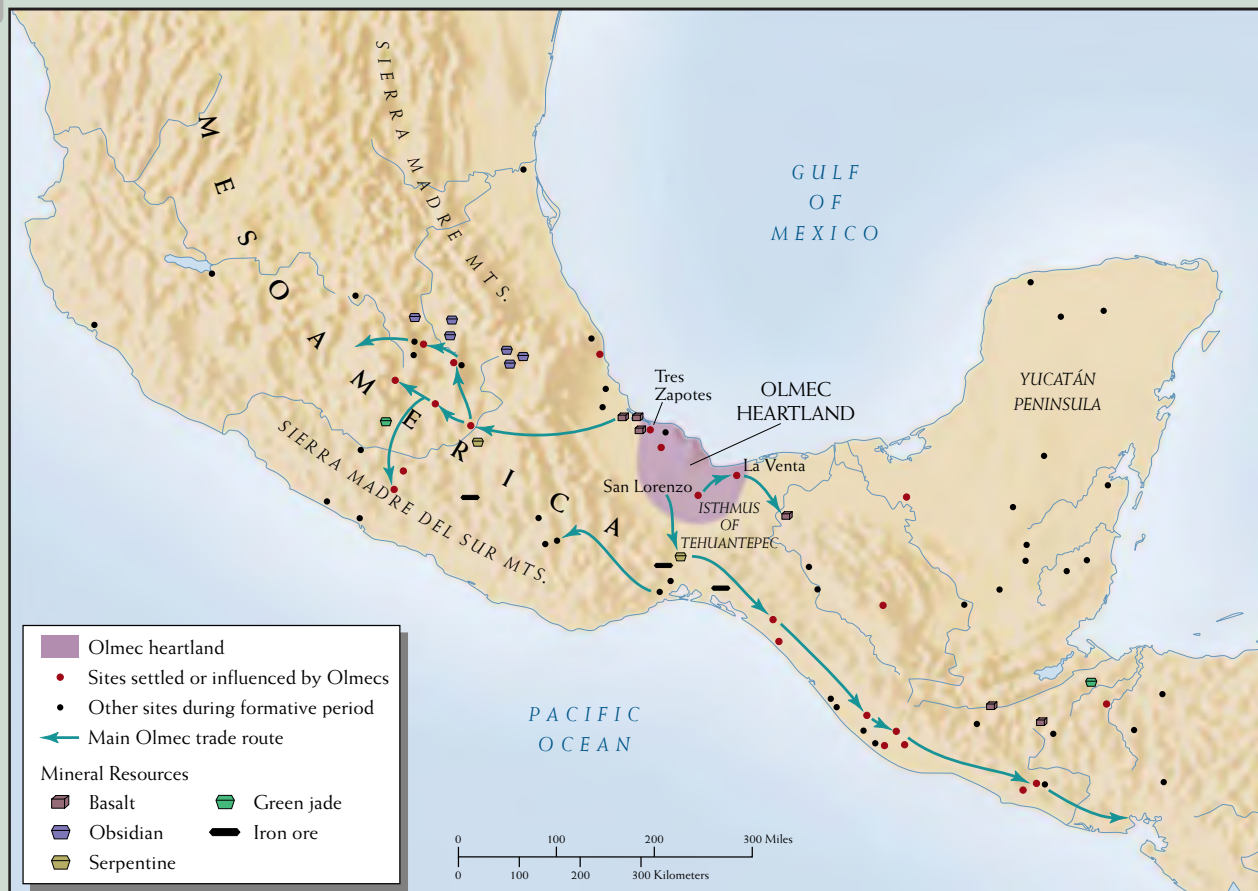 SIERRA MADRE MTS.
MESOAMERICA
GULF
OF
MEXICO
YUCATÁN
PENINSULA
Tres
Zapotes
OLMEC
HEARTLAND
La Venta
San Lorenzo
ISTHMUS
OF
TEHUANTEPEC
SIERRA MADRE DEL SUR MTS.
PACIFIC
OCEAN
Olmec heartland
Sites settled or influenced by Olmecs
Other sites during formative period
Main Olmec trade route
Mineral Resources
Basalt
Green jade
Obsidian
Iron ore
Serpentine
0 100 200 300 Miles
0 100 200 300 Kilometers